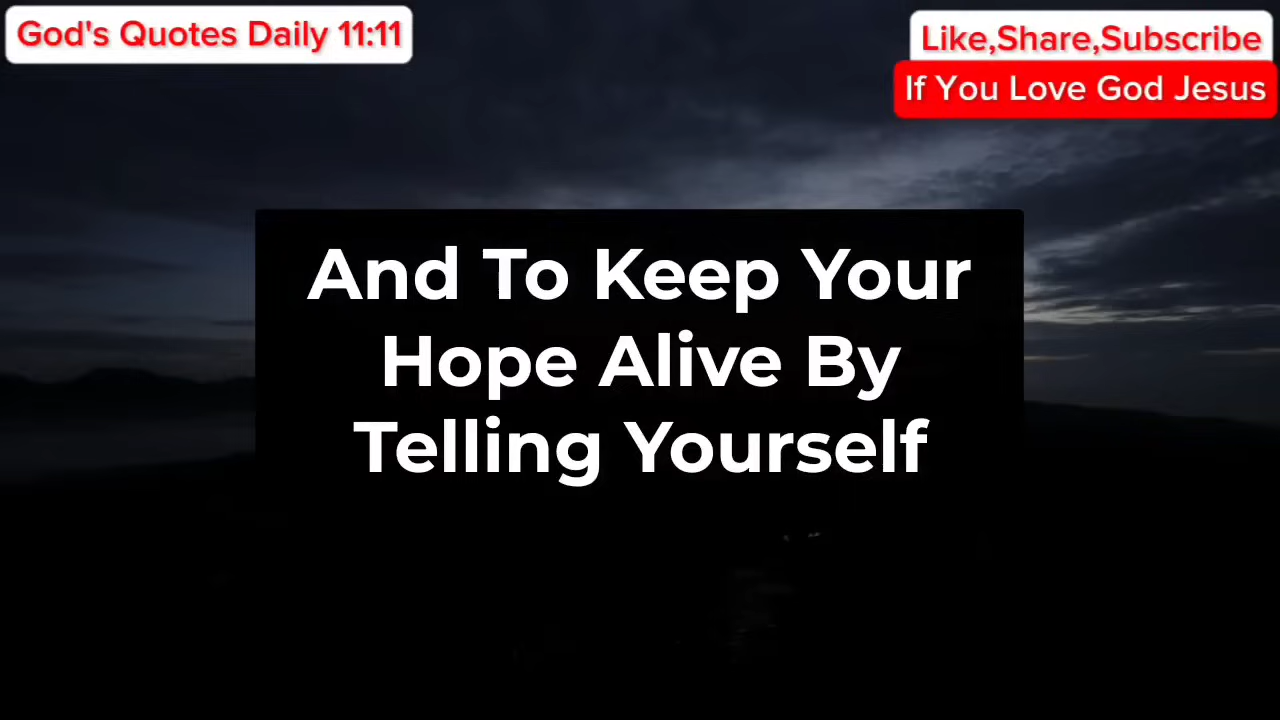 God's Quotes Daily 11:11
Like,Share,Subscribe
If You Love God Jesus
And To Keep Your
Hope Alive By
Telling Yourself